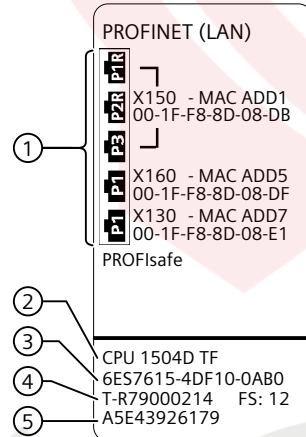 PROFINET (LAN)
P1R
P2R
X150 - MAC ADD1
00-1F-F8-8D-08-DB
P3
1
P1
X160 - MAC ADD5
00-1F-F8-8D-08-DF
P1
X130 - MAC ADD7
00-1F-F8-8D-08-E1
PROFIsafe
2
CPU 1504D TF
3
6ES7615-4DF10-0AB0
4
T-R79000214 FS: 12
5
A5E43926179